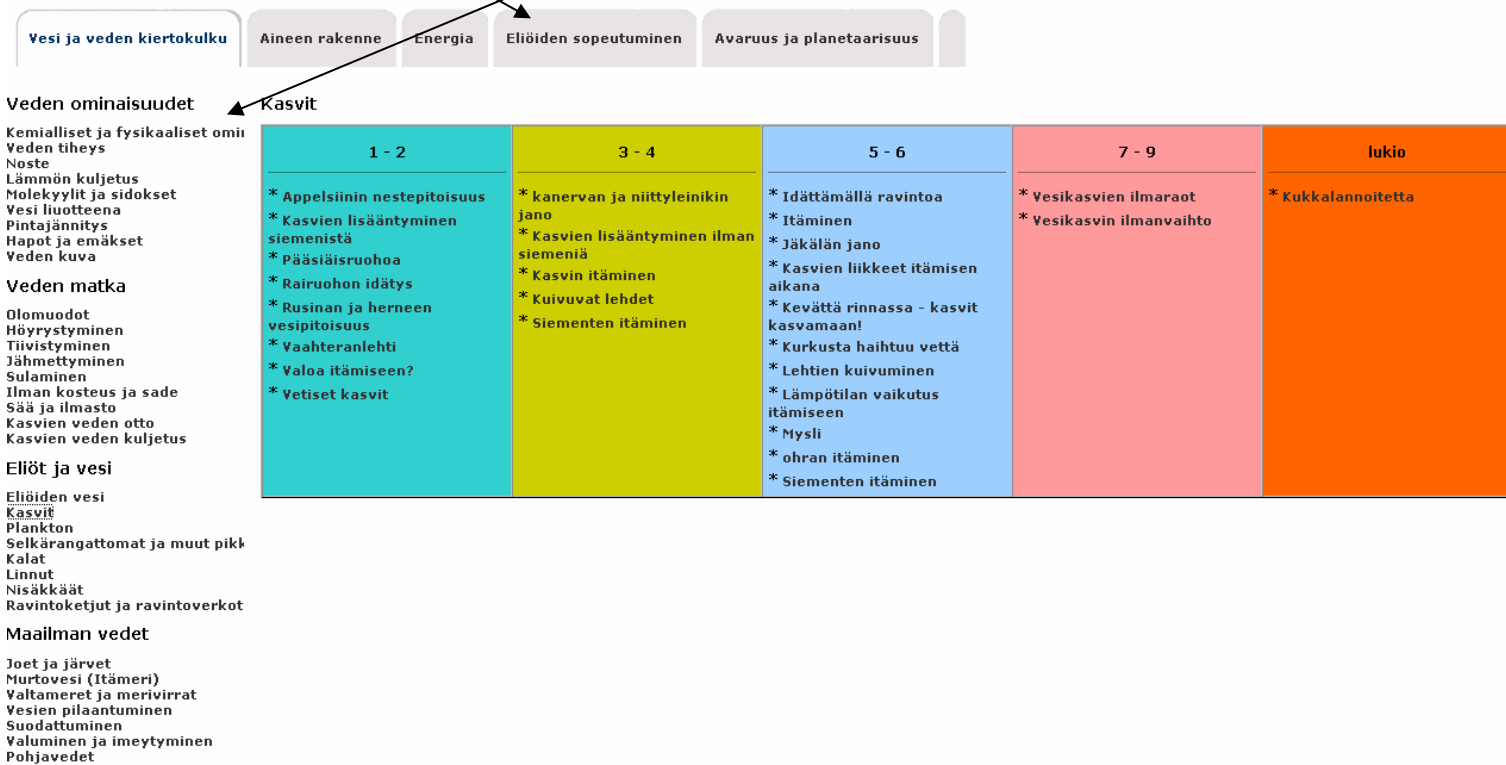 Vesi ja veden kiertokulku
Aineen rakenne
Energia
Eliöiden sopeutuminen
Avaruus ja planetaarisuus
Veden ominaisuudet
Kemialliset ja fysikaaliset omi
Veden tiheys
Noste
Lämmön kuljetus
Molekyylit ja sidokset
Vesi liuotteena
Pintajännitys
Hapot ja emäkset
Veden kuva
Veden matka
Olomuodot
Höyrystyminen
Tiivistyminen
Jähmettyminen
Sulaminen
Ilman kosteus ja sade
Sää ja ilmasto
Kasvien veden otto
Kasvien veden kuljetus
Eliöt ja vesi
Eliöiden vesi
Kasvit
Plankton
Selkärangattomat ja muut pikk
Kalat
Linnut
Nisäkkäät
Ravintoketjut ja ravintoverkot
Maailman vedet
Joet ja järvet
Murtovesi (Itämeri)
Valtameret ja merivirrat
Vesien pilaantuminen
Suodattuminen
Valuminen ja imeytyminen
Pohjavedet
Kasvit
1 - 2
* Appelsiinin nestepitoisuus
* Kasvien lisääntyminen
siemenistä
* Pääsiäisruohoa
* Rairuohon idätys
* Rusinan ja herneen
vesipitoisuus
* Vaahteranlehti
* Valoa itämiseen?
* Vetiset kasvit
3 - 4
* kanervan ja niittyleinikin
jano
* Kasvien lisääntyminen ilman
siemeniä
* Kasvin itäminen
* Kuivuvat lehdet
* Siementen itäminen
5 - 6
* Idättämällä ravintoa
* Itäminen
* Jäkälän jano
* Kasvien liikkeet itämisen
aikana
* Kevättä rinnassa - kasvit
kasvamaan!
* Kurkusta haihtuu vettä
* Lehtien kuivuminen
* Lämpötilan vaikutus
itämiseen
* Mysli
* ohran itäminen
* Siementen itäminen
7 - 9
* Vesikasvien ilmaraot
* Vesikasvin ilmanvaihto
lukio
* Kukkalannoitetta